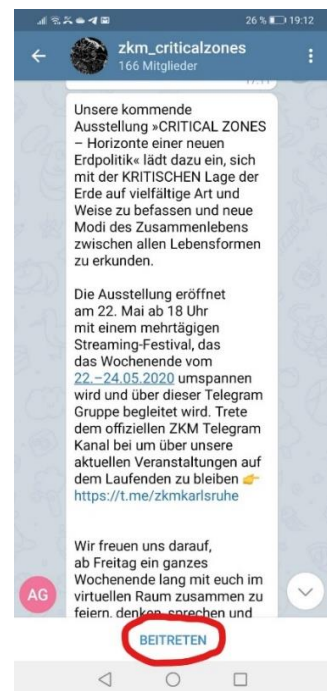 26 % 19:12
zkm_criticalzones
166 Mitglieder
Unsere kommende
Ausstellung »CRITICAL ZONES
– Horizonte einer neuen
Erdpolitik« lädt dazu ein, sich
mit der KRITISCHEN Lage der
Erde auf vielfältige Art und
Weise zu befassen und neue
Modi des Zusammenlebens
zwischen allen Lebensformen
zu erkunden.
Die Ausstellung eröffnet
am 22. Mai ab 18 Uhr
mit einem mehrtägigen
Streaming-Festival, das
das Wochenende vom
22.–24.05.2020 umspannen
wird und über dieser Telegram
Gruppe begleitet wird. Trete
dem offiziellen ZKM Telegram
Kanal bei um über unsere
aktuellen Veranstaltungen auf
dem Laufenden zu bleiben 👉
https://t.me/zkmkarlsruhe
Wir freuen uns darauf,
ab Freitag ein ganzes
Wochenende lang mit euch im
virtuellen Raum zusammen zu
feiern, denken, sprechen und
AG
BEITRETEN